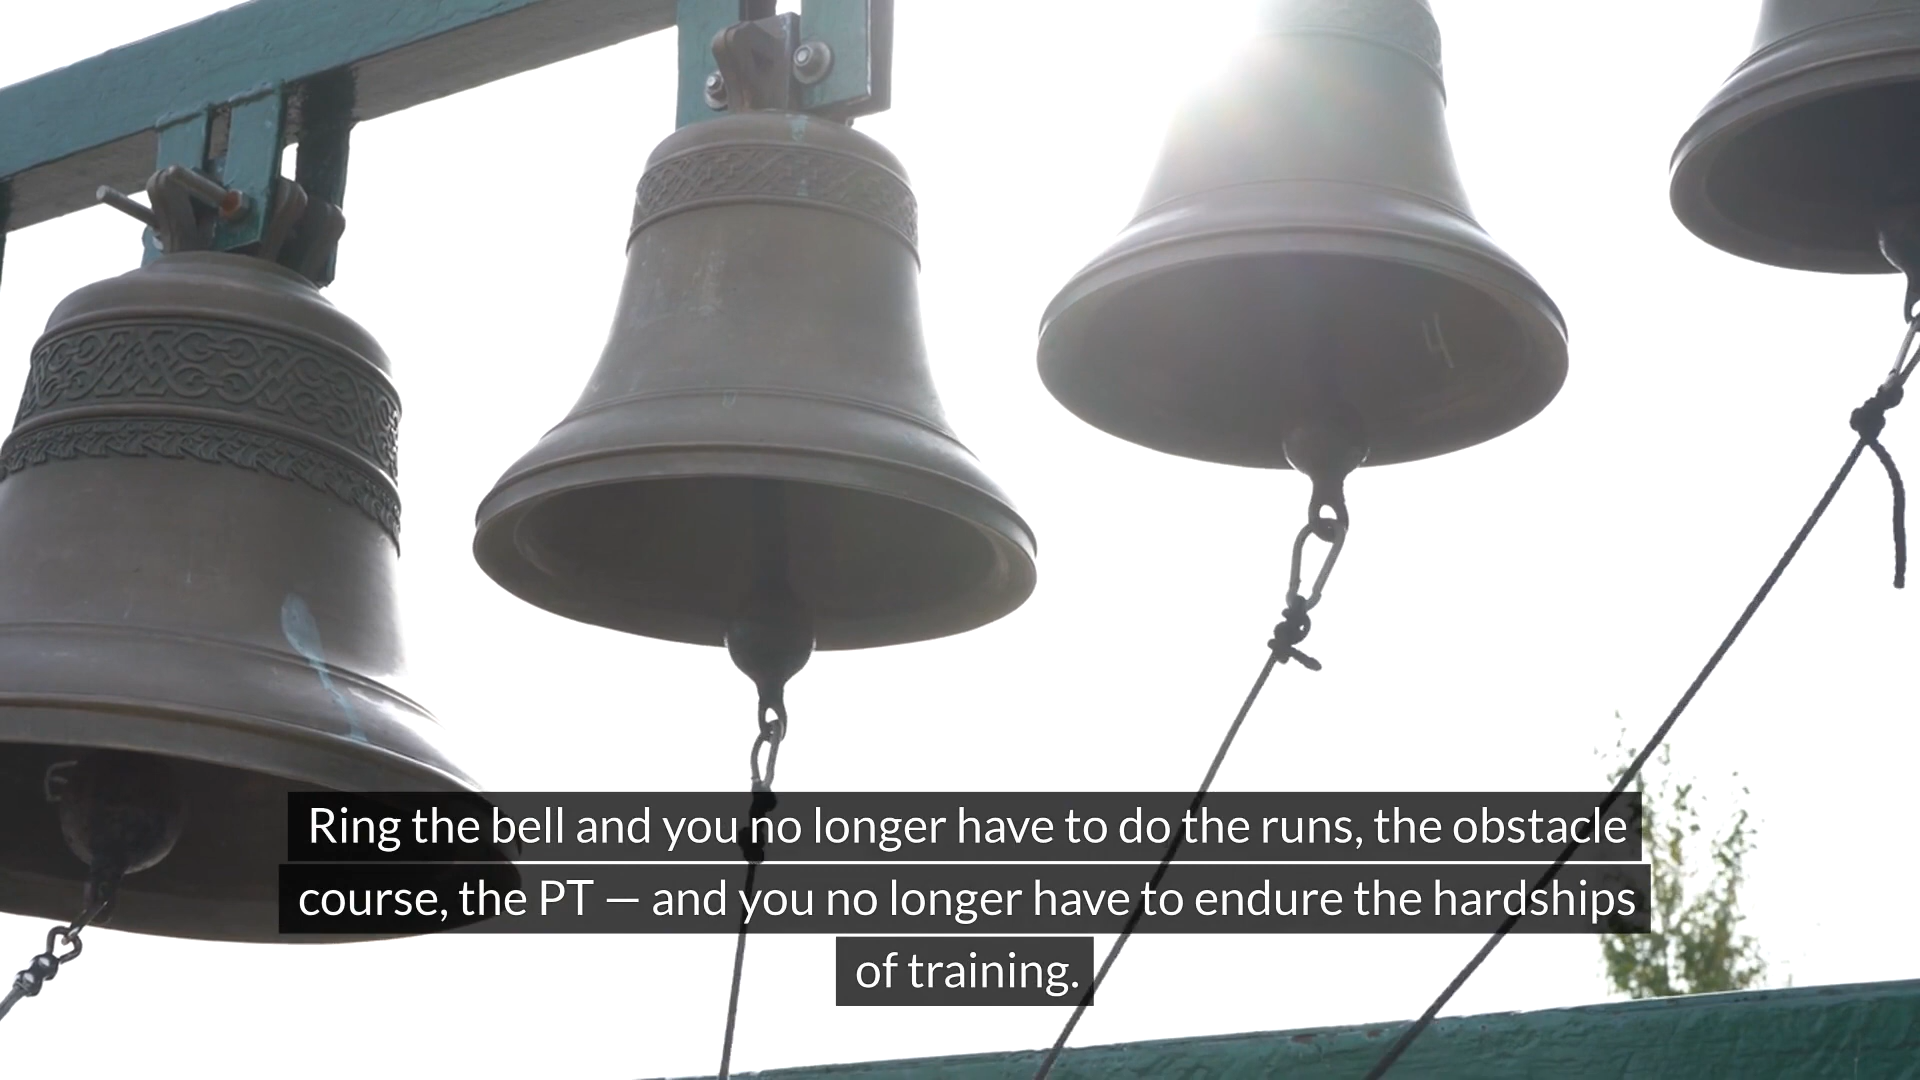 Ring the bell and you no longer have to do the runs, the obstacle
course, the PT — and you no longer have to endure the hardships
of training.